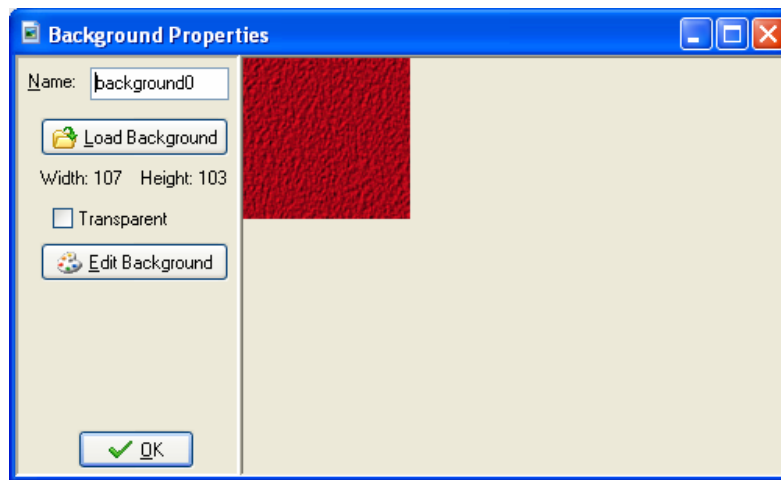 Background Properties
Name: background0
Load Background
Width: 107 Height: 103
Transparent
Edit Background
OK